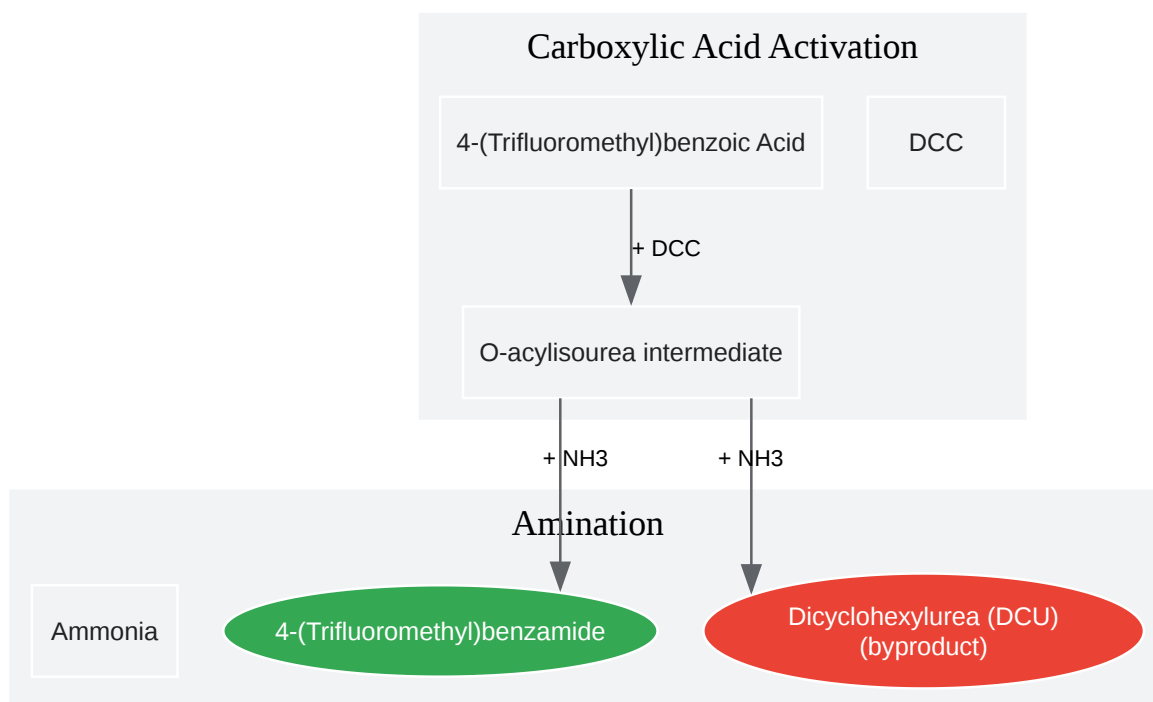 Carboxylic Acid Activation
4-(Trifluoromethyl)benzoic Acid
DCC
+ DCC
O-acylisourea intermediate
+ NH3
+ NH3
Amination
Ammonia
4-(Trifluoromethyl)benzamide
Dicyclohexylurea (DCU)
(byproduct)